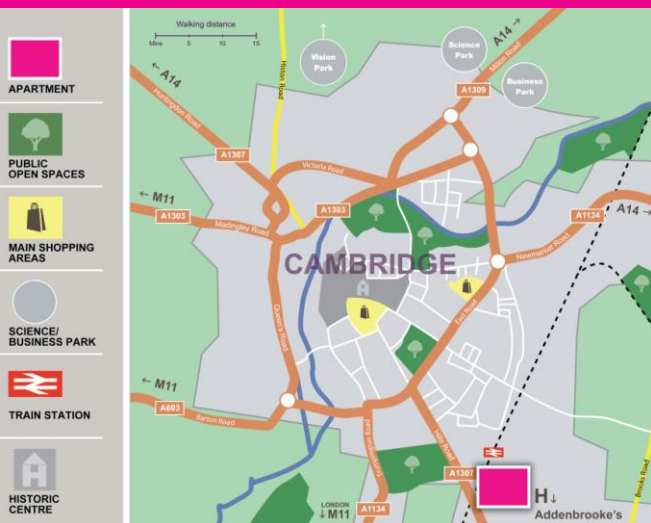 APARTMENT
PUBLIC
OPEN SPACES
MAIN SHOPPING
AREAS
SCIENCE/
BUSINESS PARK
TRAIN STATION
HISTORIC
CENTRE
Walking distance
Mins 5 10 15
Vision
Park
Science
Park
Business
Park
A14
Milton Road
A1309
Histon Road
A14
Huntingdon Road
A1307
Victoria Road
M11
A1303
Madingley Road
A1303
A1134
A14
Newmarket Road
CAMBRIDGE
East Road
Queen's Road
M11
A603
Barton Road
Trumpington Road
Hills Road
A1307
LONDON
M11
A1134
H
Addenbrooke's
Brooks Road